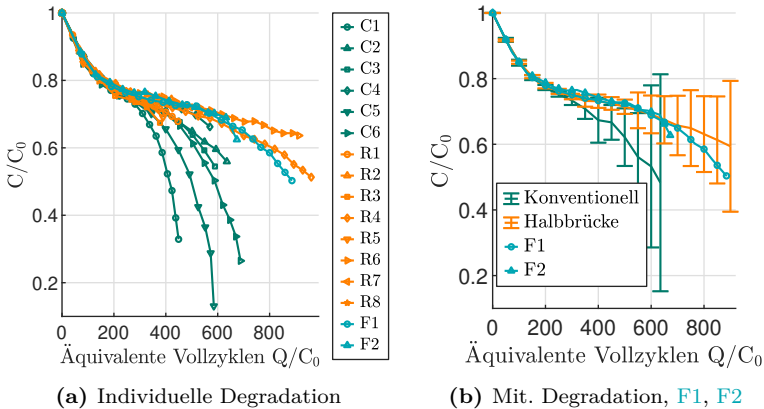 1
0.8
0.6
0.4
0.2
C/C0
0 200 400 600 800
Äquivalente Vollzyklen Q/C0
C1
C2
C3
C4
C5
C6
R1
R2
R3
R4
R5
R6
R7
R8
F1
F2
(a) Individuelle Degradation
1
0.8
0.6
0.4
0.2
C/C0
Konventionell
Halbbrücke
F1
F2
0 200 400 600 800
Äquivalente Vollzyklen Q/C0
(b) Mit. Degradation, F1, F2